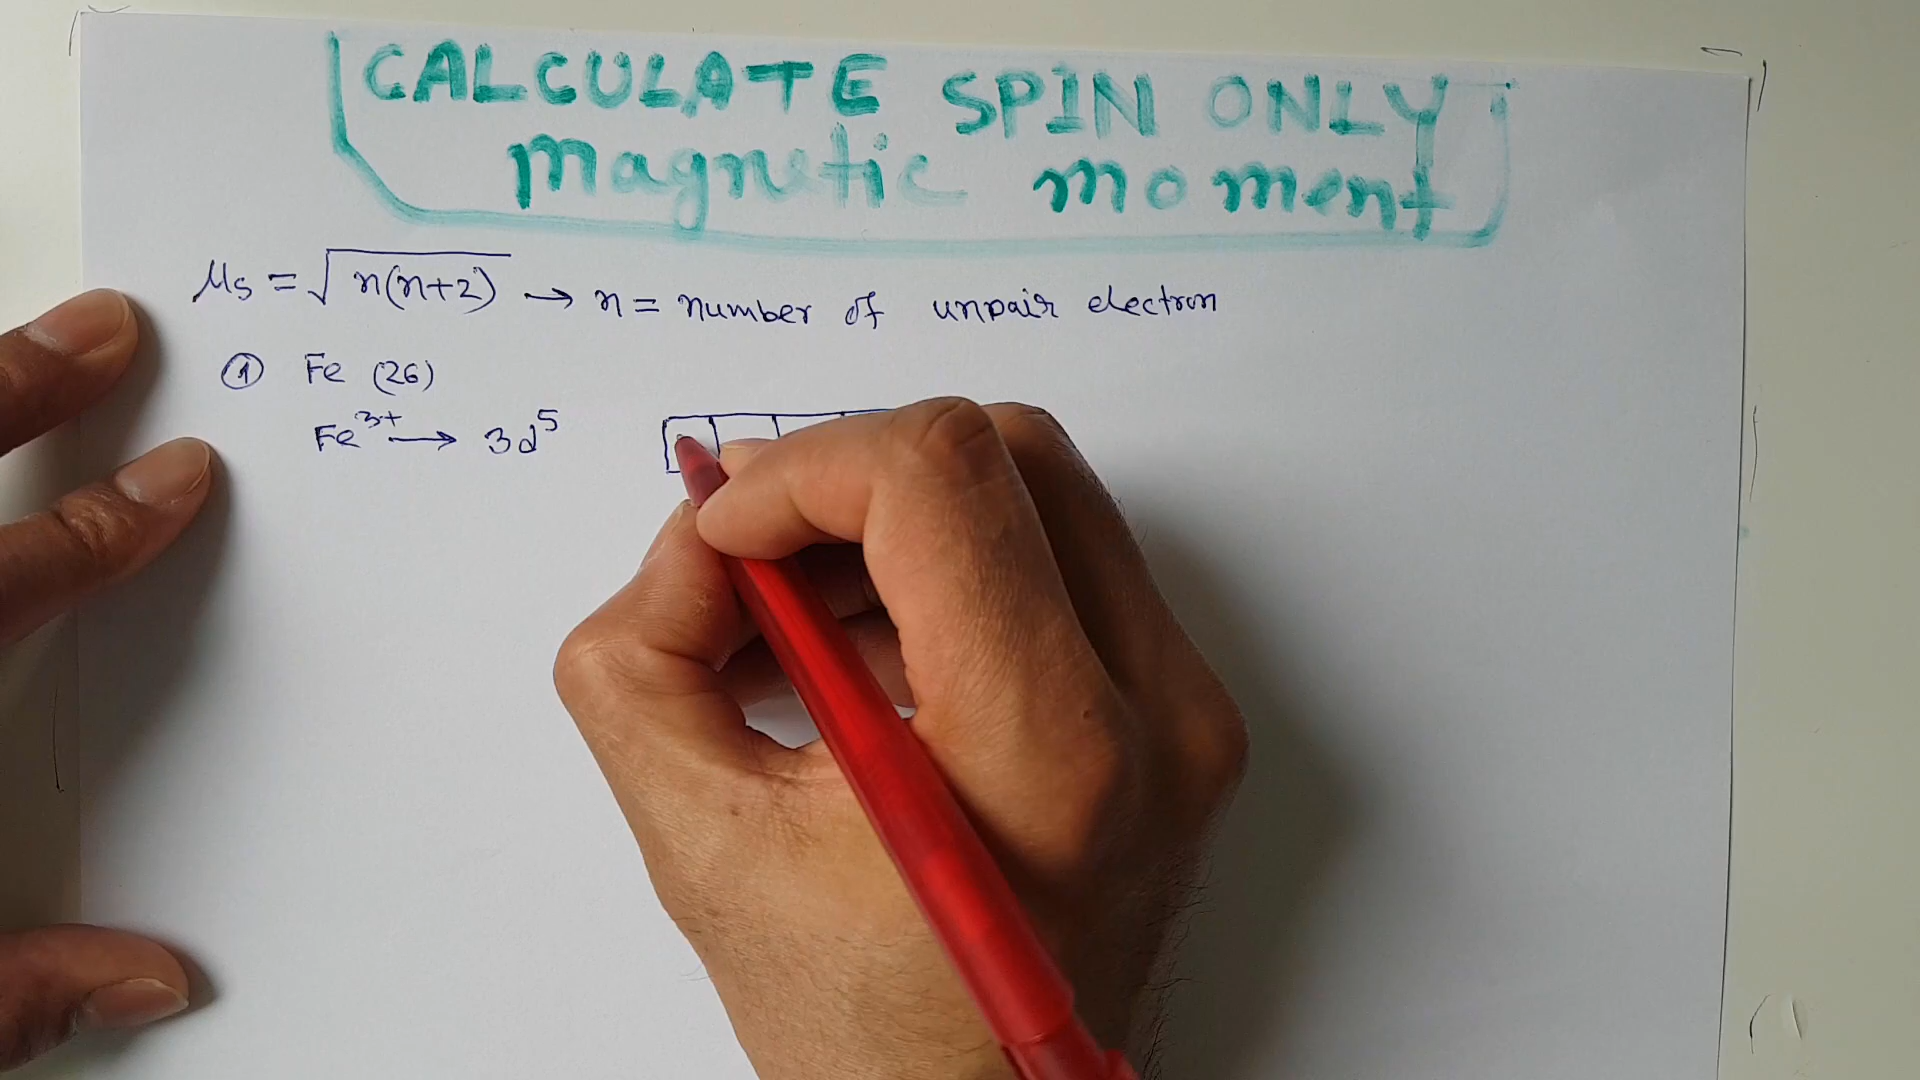 CALCULATE SPIN ONLY
magnetic moment
μs = √n(n+2) → n = number of unpair electron
① Fe (26)
Fe³⁺ → 3d⁵